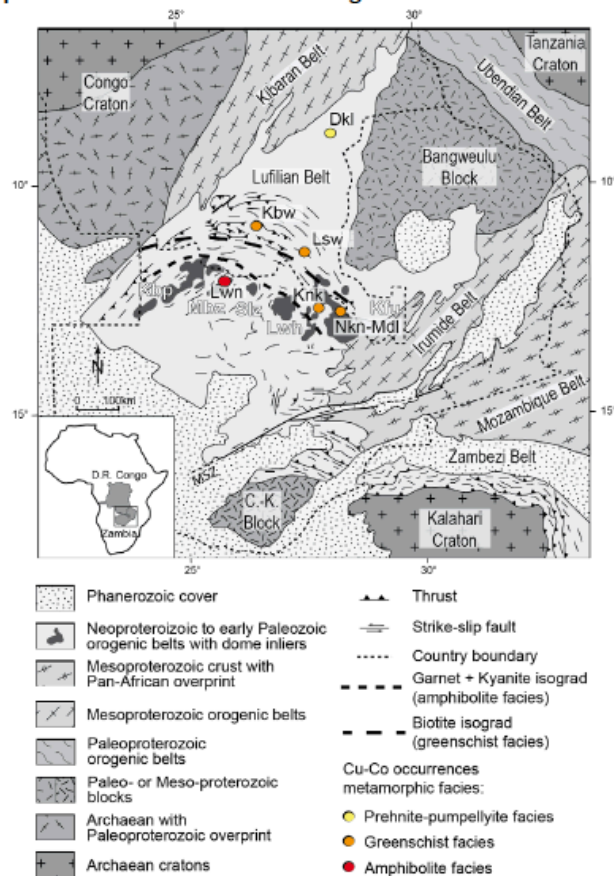 25°
30°
Congo
Craton
Kibaran Belt
Tanzania
Craton
Ubendian Belt
Dkl
Bangweulu
Block
10°
10°
Lufilian Belt
Kbw
Lsw
Kbp
Lwn
Mbz
Slz
Knk
Kfu
Lwh
Nkn-Mdl
Irumide Belt
N
0 100km
15°
15°
Mozambique Belt
Zambezi Belt
MSZ
D.R. Congo
Zambia
C.-K.
Block
Kalahari
Craton
25°
30°
Phanerozoic cover
Neoproteroizoic to early Paleozoic
orogenic belts with dome inliers
Mesoproterozoic crust with
Pan-African overprint
Mesoproterozoic orogenic belts
Paleoproterozoic
orogenic belts
Paleo- or Meso-proterozoic
blocks
Archaean with
Paleoproterozoic overprint
Archaean cratons
Thrust
Strike-slip fault
Country boundary
Garnet + Kyanite isograd
(amphibolite facies)
Biotite isograd
(greenschist facies)
Cu-Co occurrences
metamorphic facies:
Prehnite-pumpellyite facies
Greenschist facies
Amphibolite facies